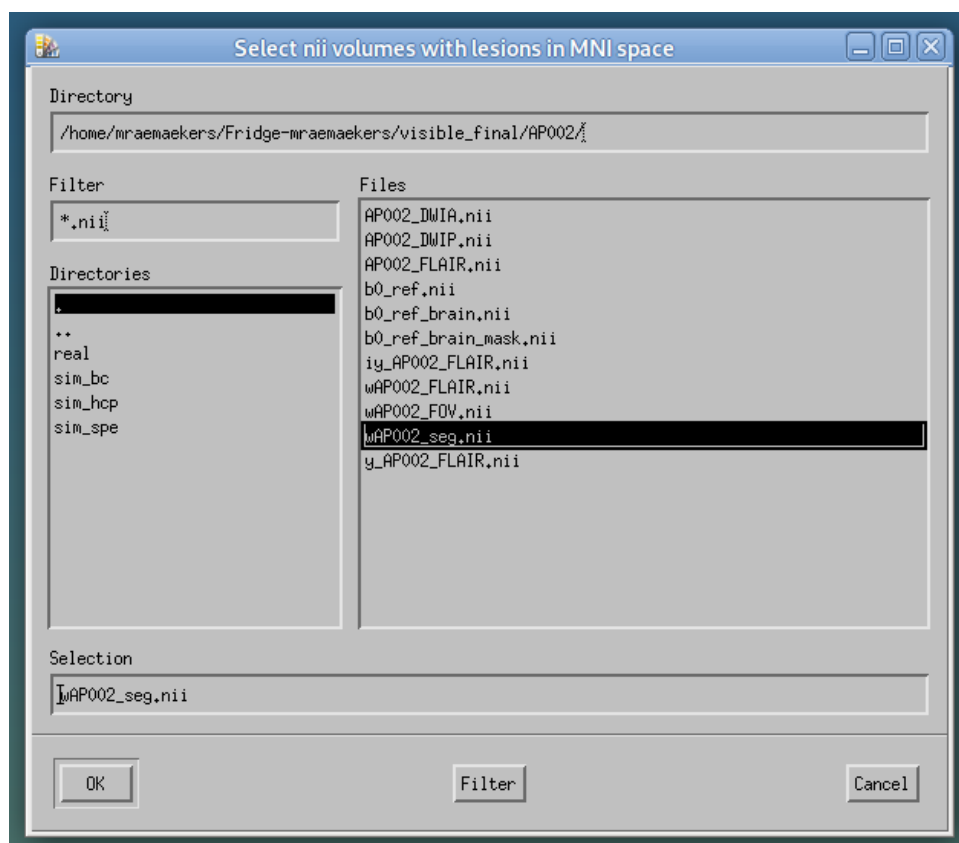 Select nii volumes with lesions in MNI space
Directory
/home/mraemaekers/Fridge-mraemaekers/visible_final/AP002/
Filter
*.nii
Directories
.
..
real
sim_bc
sim_hcp
sim_spe
Files
AP002_DWIA.nii
AP002_DWIP.nii
AP002_FLAIR.nii
b0_ref.nii
b0_ref_brain.nii
b0_ref_brain_mask.nii
iy_AP002_FLAIR.nii
wAP002_FLAIR.nii
wAP002_FOV.nii
wAP002_seg.nii
y_AP002_FLAIR.nii
Selection
wAP002_seg.nii
OK
Filter
Cancel